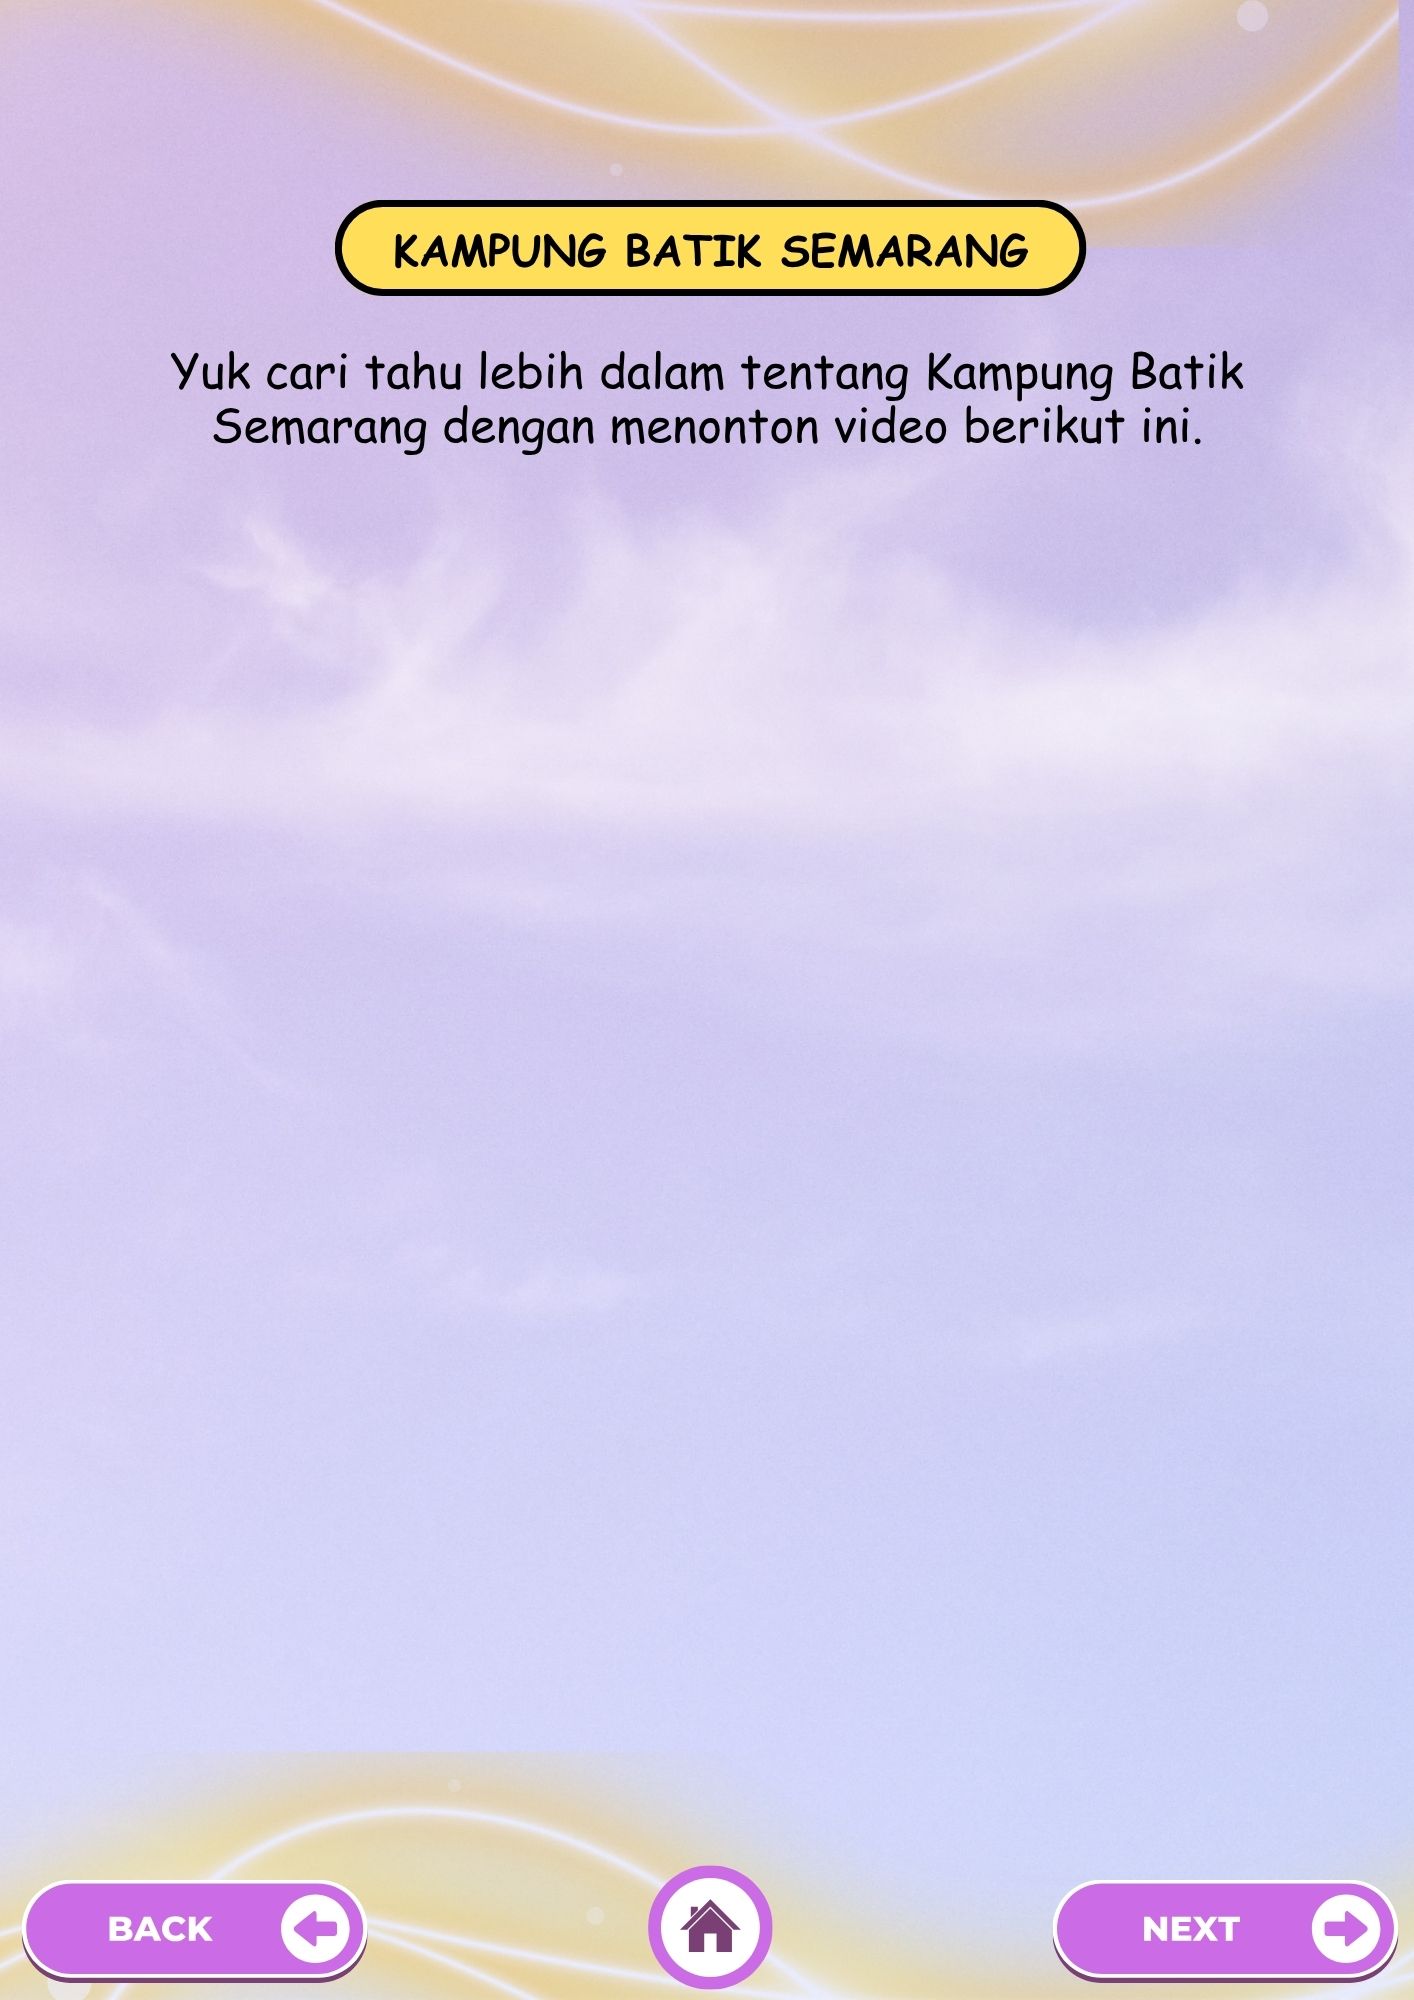 KAMPUNG BATIK SEMARANG
Yuk cari tahu lebih dalam tentang Kampung Batik
Semarang dengan menonton video berikut ini.
BACK
NEXT